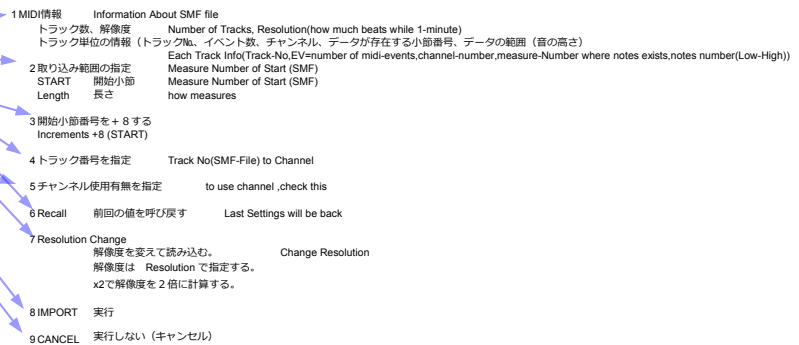 1 MIDI情報 Information About SMF file
トラック数、解像度 Number of Tracks, Resolution(how much beats while 1-minute)
トラック単位の情報（トラック№、イベント数、チャンネル、データが存在する小節番号、データの範囲（音の高さ）
Each Track Info(Track-No,EV=number of midi-events,channel-number,measure-Number where notes exists,notes number(Low-High))
2 取り込み範囲の指定 Measure Number of Start (SMF)
START 開始小節 Measure Number of Start (SMF)
Length 長さ how measures
3 開始小節番号を＋８する
Increments +8 (START)
4 トラック番号を指定 Track No(SMF-File) to Channel
5 チャンネル使用有無を指定 to use channel ,check this
6 Recall 前回の値を呼び戻す Last Settings will be back
7 Resolution Change
解像度を変えて読み込む。 Change Resolution
解像度は Resolution で指定する。
x2で解像度を２倍に計算する。
8 IMPORT 実行
9 CANCEL 実行しない（キャンセル）